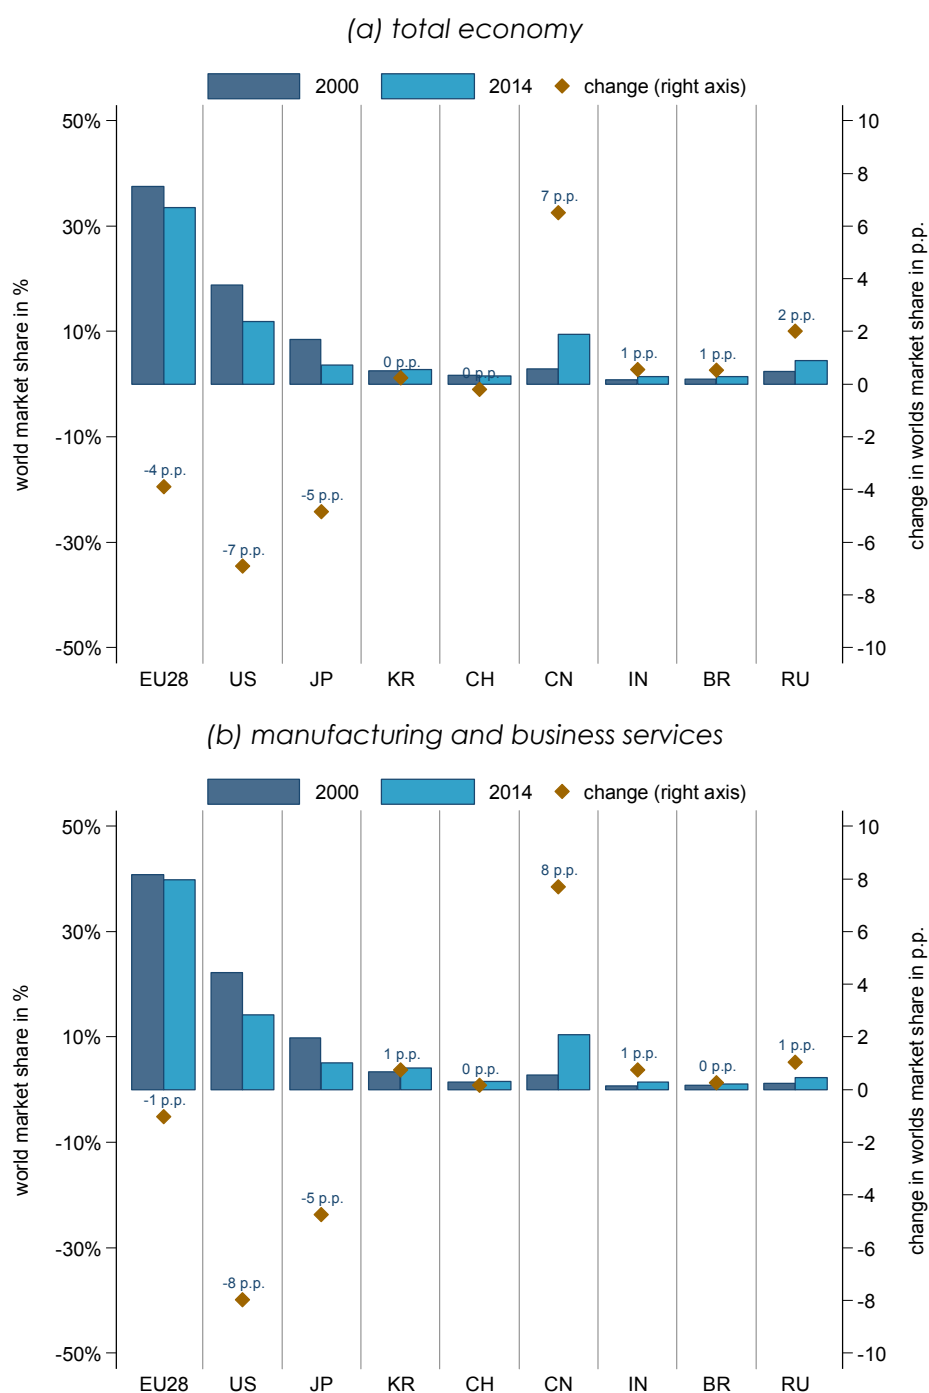 (a) total economy
2000 2014 change (right axis)
50% 10
8
7 p.p.
30% 6
4
10% 2 p.p. 2
0 p.p. 0 p.p. 1 p.p. 1 p.p.
0
-10% -2
-4 p.p. -5 p.p. -4
-30% -7 p.p. -6
-8
-50% -10
world market share in %
change in worlds market share in p.p.
EU28 US JP KR CH CN IN BR RU
(b) manufacturing and business services
2000 2014 change (right axis)
50% 10
8 p.p. 8
30% 6
4
10% 2
1 p.p. 0 p.p. 1 p.p. 0 p.p. 1 p.p.
0
-1 p.p.
-10% -2
-5 p.p. -4
-30% -6
-8 p.p. -8
-50% -10
world market share in %
change in worlds market share in p.p.
EU28 US JP KR CH CN IN BR RU